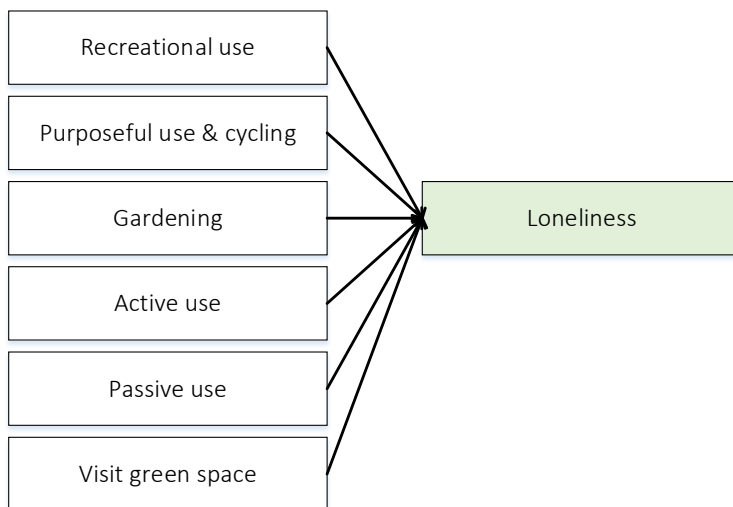 Recreational use
Purposeful use & cycling
Gardening
Loneliness
Active use
Passive use
Visit green space